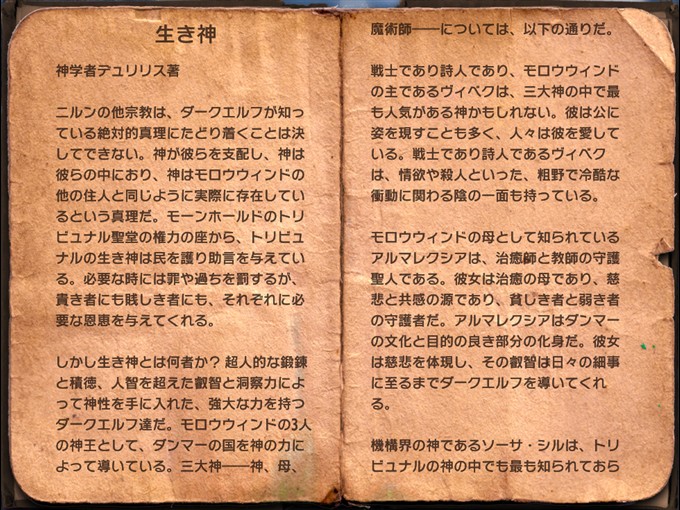 生き神
神学者デュリリス著
ニルンの他宗教は、ダークエルフが知っ
ている絶対的真理にたどり着くことは決
してできない。神が彼らを支配し、神は
彼らの中におり、神はモロウウィンドの
他の住人と同じように実際に存在してい
るという真理だ。モーンホールドのトリ
ビュナル聖堂の権力の座から、トリビュ
ナルの生き神は民を護り助言を与えてい
る。必要な時には罪や過ちを罰するが、
貴き者にも賎しき者にも、それぞれに必
要な恩恵を与えてくれる。
しかし生き神とは何者か? 超人的な鍛錬
と積徳、人智を超えた叡智と洞察力によ
って神性を手に入れた、強大な力を持つ
ダークエルフ達だ。モロウウィンドの3人
の神王として、ダンマーの国を神の力に
よって導いている。三大神――神、母、
魔術師――については、以下の通りだ。
戦士であり詩人であり、モロウウィンド
の主であるヴィベクは、三大神の中で最
も人気がある神かもしれない。彼は公に
姿を現すことも多く、人々は彼を愛して
いる。戦士であり詩人であるヴィベク
は、情欲や殺人といった、粗野で冷酷な
衝動に関わる陰の一面も持っている。
モロウウィンドの母として知られている
アルマレクシアは、治癒師と教師の守護
聖人である。彼女は治癒の母であり、慈
悲と共感の源であり、貧しき者と弱き者
の守護者だ。アルマレクシアはダンマー
の文化と目的の良き部分の化身だ。彼女
は慈悲を体現し、その叡智は日々の細事
に至るまでダークエルフを導いてくれ
る。
機構界の神であるソーサ・シルは、トリ
ビュナルの神の中でも最も知られておら